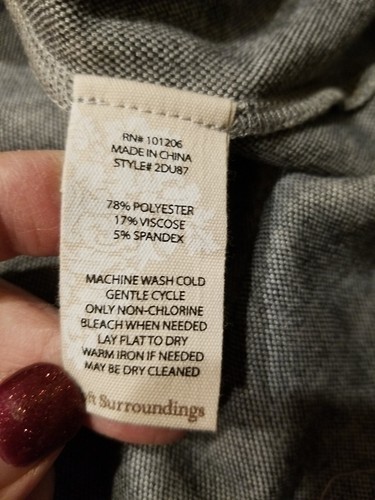 RN# 101206
MADE IN CHINA
STYLE# 2DU87
78% POLYESTER
17% VISCOSE
5% SPANDEX
MACHINE WASH COLD
GENTLE CYCLE
ONLY NON-CHLORINE
BLEACH WHEN NEEDED
LAY FLAT TO DRY
WARM IRON IF NEEDED
MAY BE DRY CLEANED
Surroundings